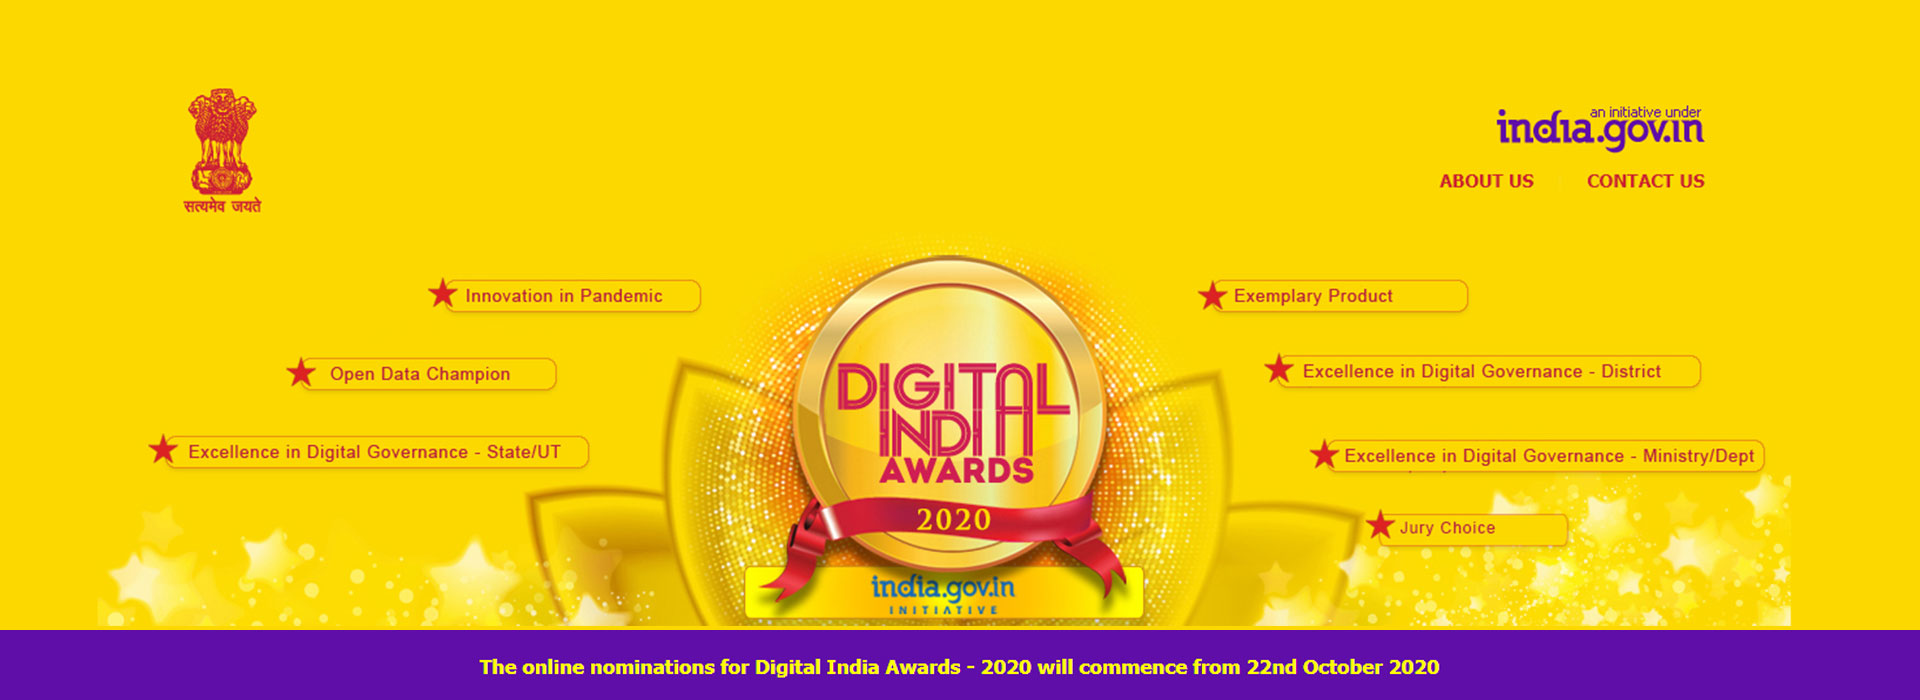 सत्यमेव जयते
an initiative under
india.gov.in
ABOUT US
CONTACT US
Innovation in Pandemic
Open Data Champion
Excellence in Digital Governance - State/UT
DIGITAL
INDIA
AWARDS
2020
india.gov.in
INITIATIVE
Exemplary Product
Excellence in Digital Governance - District
Excellence in Digital Governance - Ministry/Dept
Jury Choice
The online nominations for Digital India Awards - 2020 will commence from 22nd October 2020